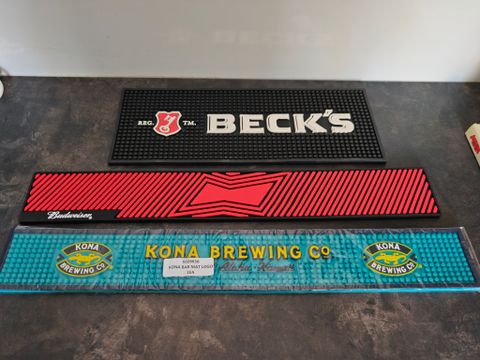 REG. TM. BECK'S
Budweiser
KONA BREWING Co.
KONA
BREWING Co.
KONA BAR MAT LOGO
KONA
BREWING Co.